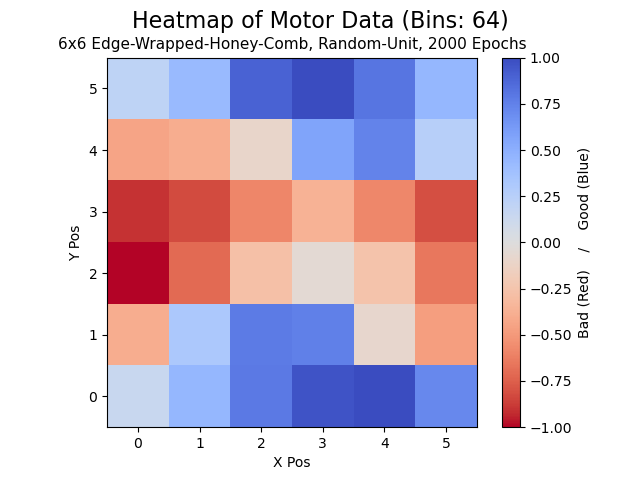 Heatmap of Motor Data (Bins: 64)
6x6 Edge-Wrapped-Honey-Comb, Random-Unit, 2000 Epochs
5
4
3
2
1
0
Y Pos
0 1 2 3 4 5
X Pos
1.00
0.75
0.50
0.25
0.00
−0.25
−0.50
−0.75
−1.00
Bad (Red) / Good (Blue)